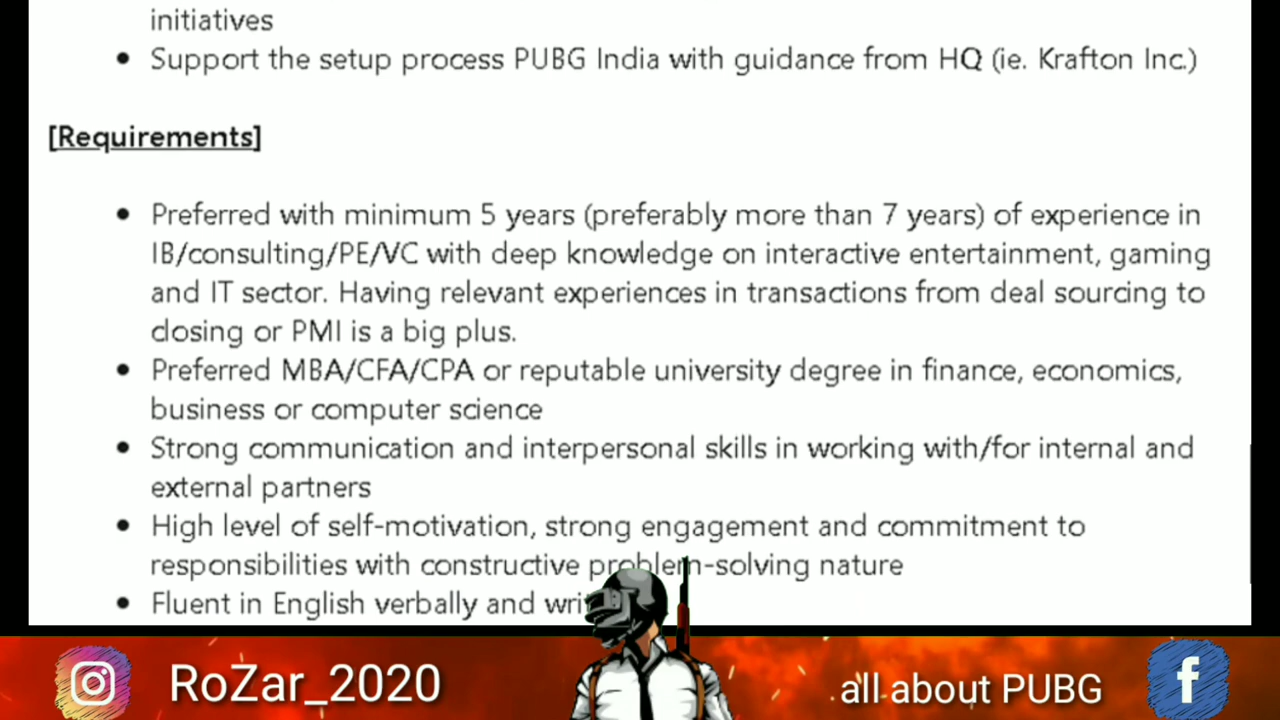 initiatives
• Support the setup process PUBG India with guidance from HQ (ie. Krafton Inc.)
[Requirements]
• Preferred with minimum 5 years (preferably more than 7 years) of experience in
IB/consulting/PE/VC with deep knowledge on interactive entertainment, gaming
and IT sector. Having relevant experiences in transactions from deal sourcing to
closing or PMI is a big plus.
• Preferred MBA/CFA/CPA or reputable university degree in finance, economics,
business or computer science
• Strong communication and interpersonal skills in working with/for internal and
external partners
• High level of self-motivation, strong engagement and commitment to
responsibilities with constructive problem-solving nature
• Fluent in English verbally and
RoZar_2020
all about PUBG